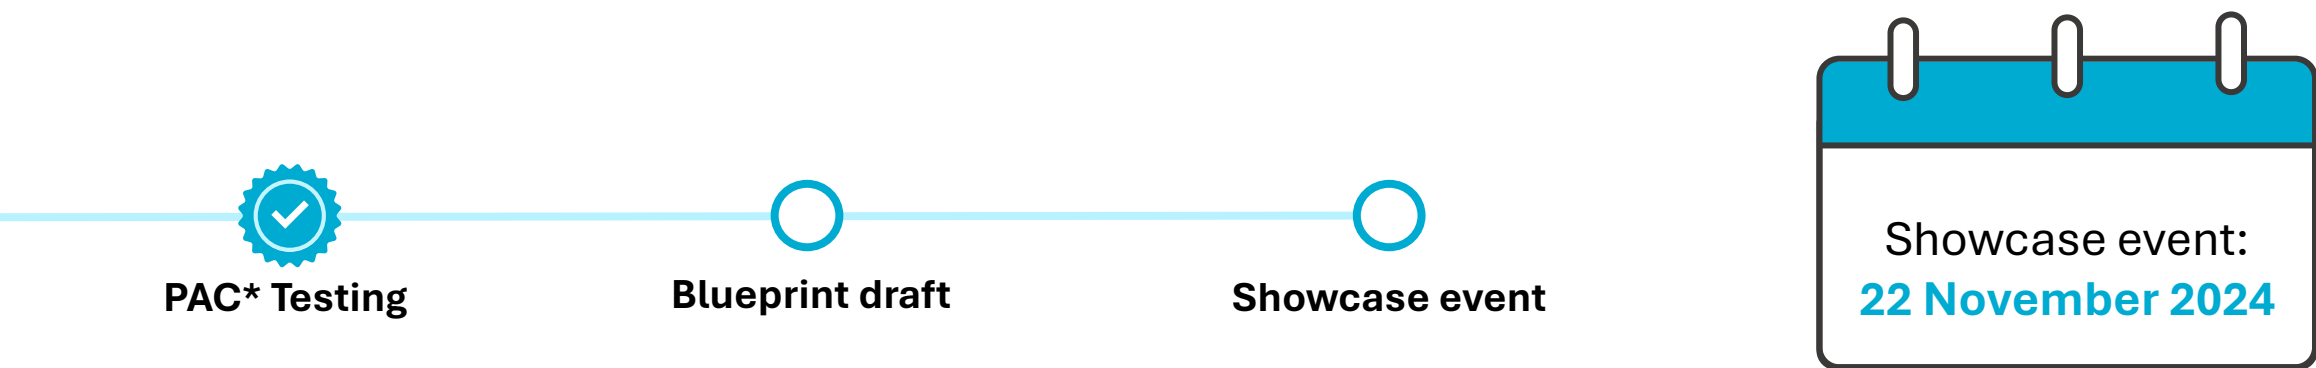 PAC* Testing
Blueprint draft
Showcase event
Showcase event:
22 November 2024